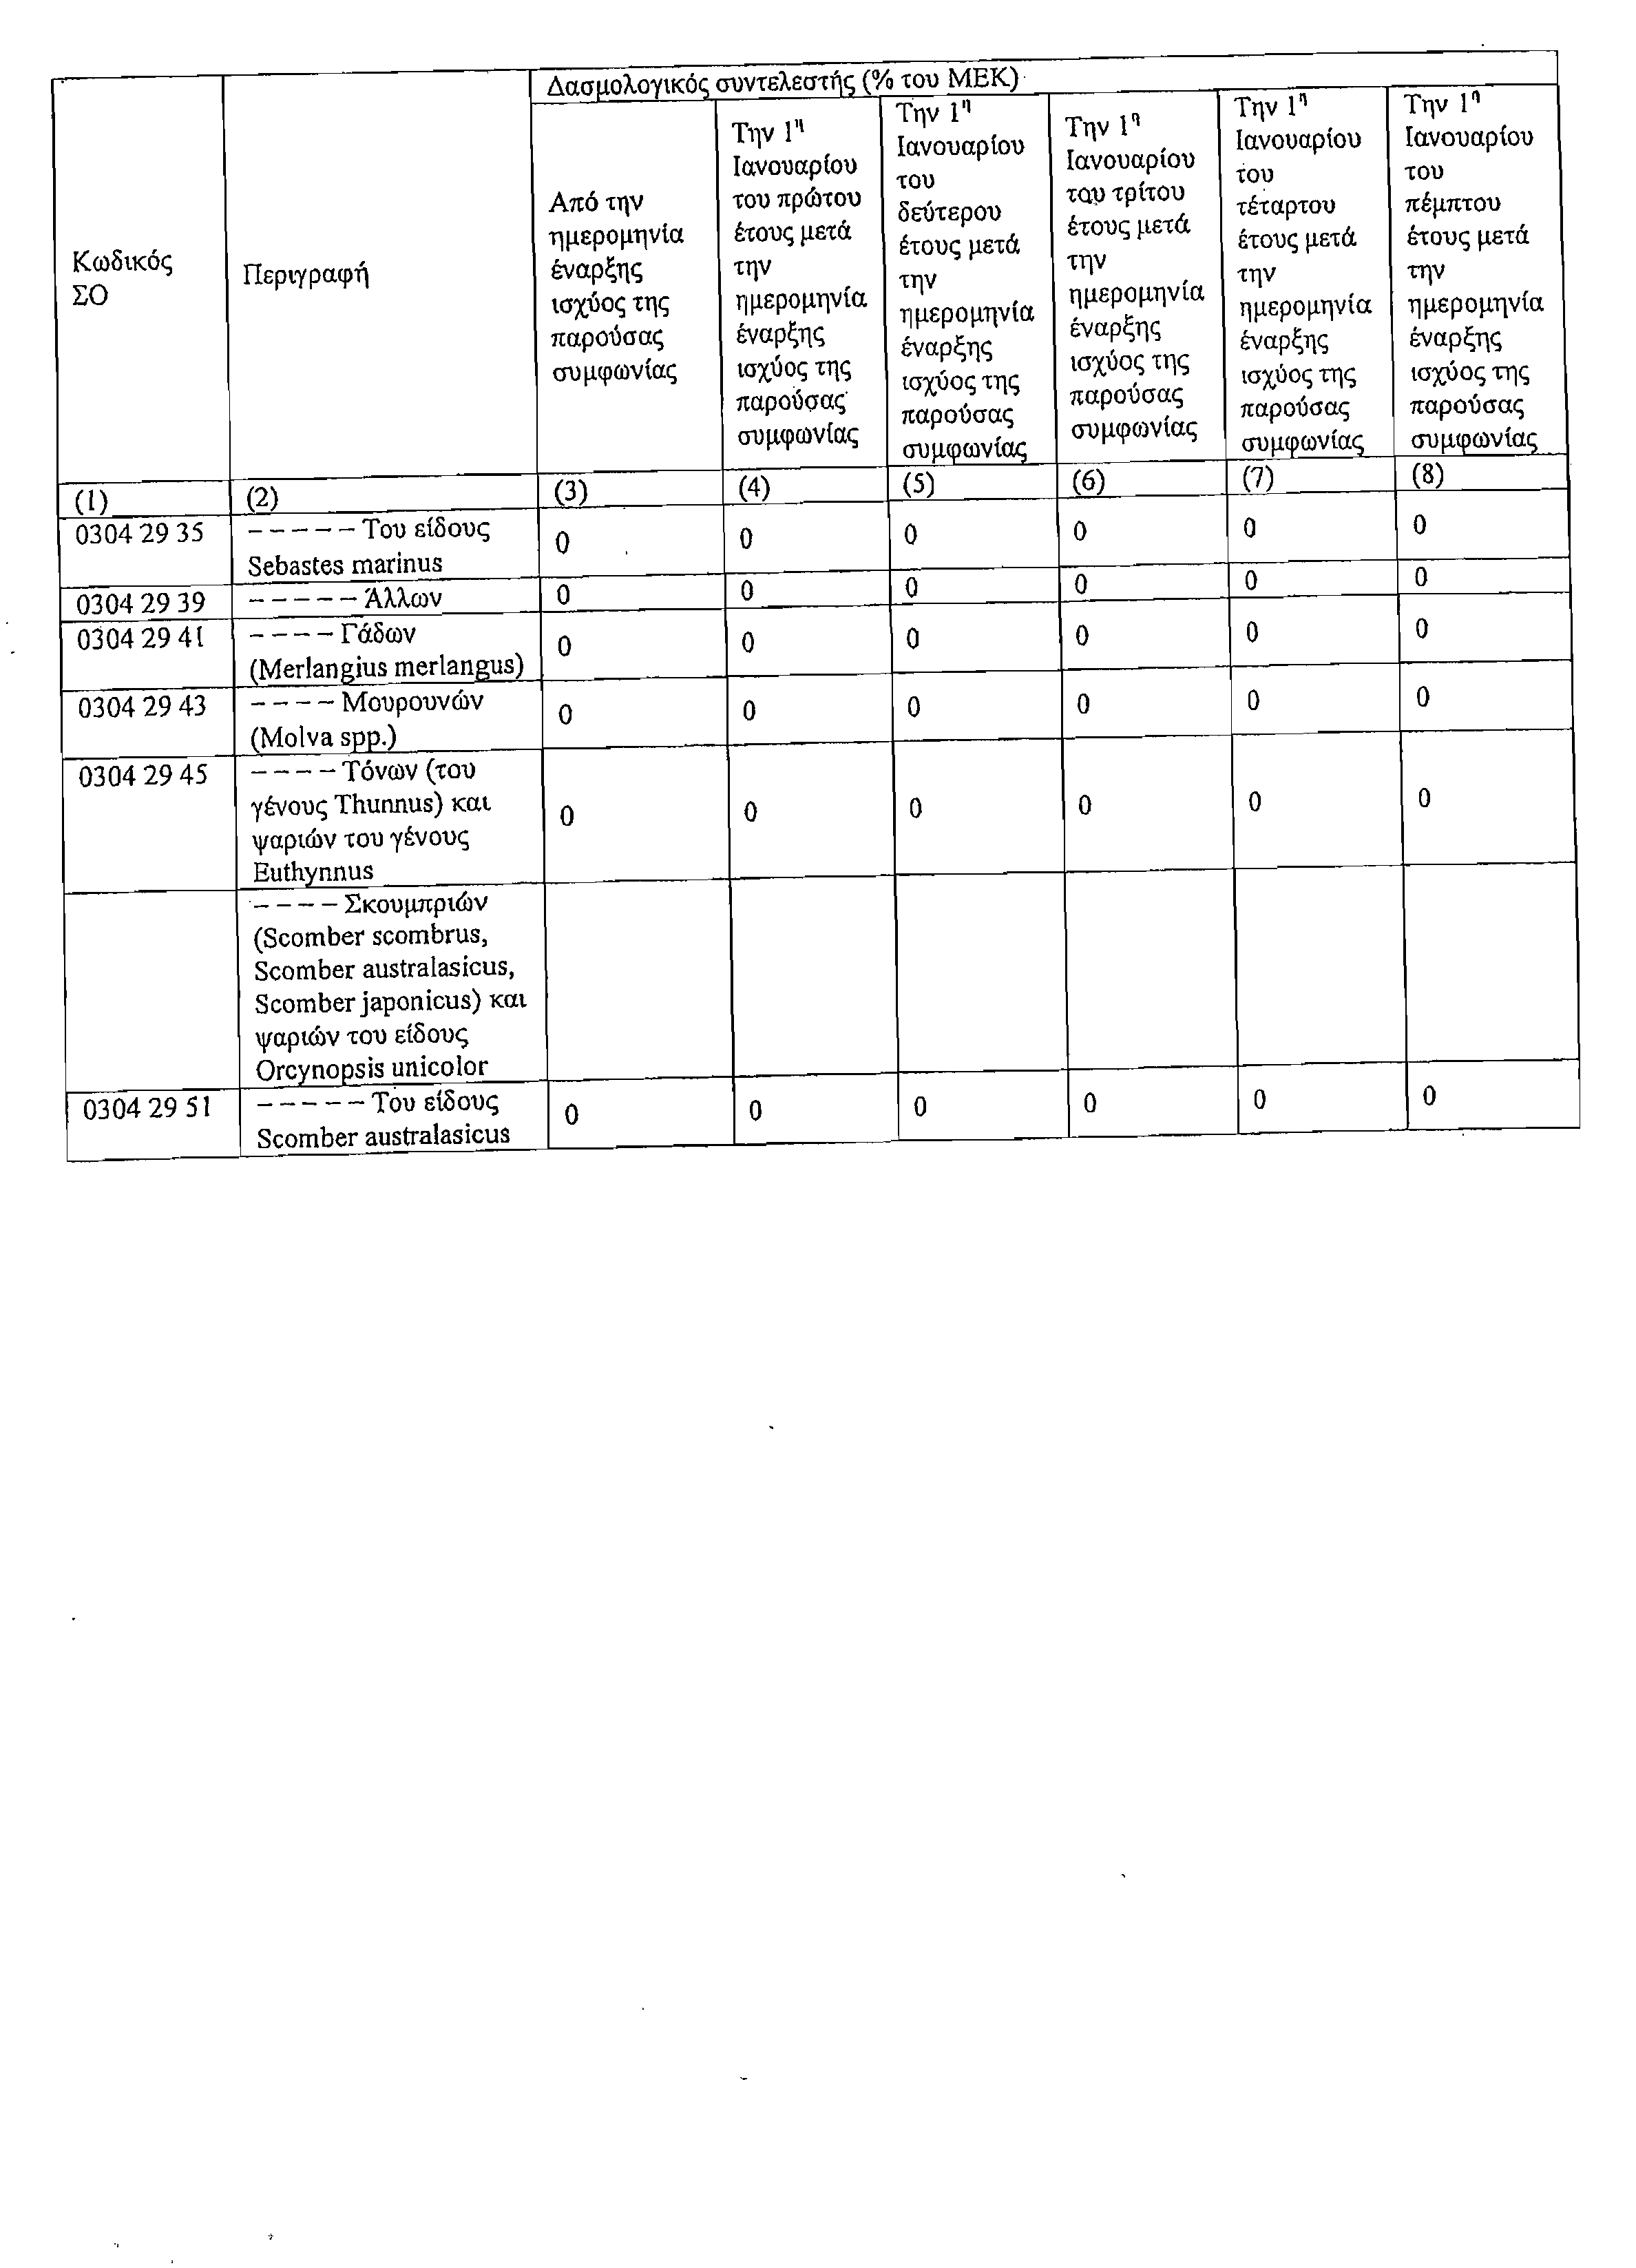 Δασμολογικός συντελεστής (% του ΜΕΚ)
Κωδικός
ΣΟ
Περιγραφή
Από την
ημερομηνία
έναρξης
ισχύος της
παρούσας
συμφωνίας
Την 1η
Ιανουαρίου
του πρώτου
έτους μετά
την
ημερομηνία
έναρξης
ισχύος της
παρούσας
συμφωνίας
Την 1η
Ιανουαρίου
του
δεύτερου
έτους μετά
την
ημερομηνία
έναρξης
ισχύος της
παρούσας
συμφωνίας
Την 1η
Ιανουαρίου
του τρίτου
έτους μετά
την
ημερομηνία
έναρξης
ισχύος της
παρούσας
συμφωνίας
Την 1η
Ιανουαρίου
του
τέταρτου
έτους μετά
την
ημερομηνία
έναρξης
ισχύος της
παρούσας
συμφωνίας
Την 1η
Ιανουαρίου
του
πέμπτου
έτους μετά
την
ημερομηνία
έναρξης
ισχύος της
παρούσας
συμφωνίας
(1) (2) (3) (4) (5) (6) (7) (8)
0304 29 35 – – – – – Του είδους 0 0 0 0 0 0
Sebastes marinus
0304 29 39 – – – – – Άλλων 0 0 0 0 0 0
0304 29 41 – – – – Γάδων 0 0 0 0 0 0
(Merlangius merlangus)
0304 29 43 – – – – Μουρουνών 0 0 0 0 0 0
(Molva spp.)
0304 29 45 – – – – Τόνων (του
γένους Thunnus) και 0 0 0 0 0 0
ψαριών του γένους
Euthynnus
– – – – Σκουμπριών
(Scomber scombrus,
Scomber australasicus,
Scomber japonicus) και
ψαριών του είδους
Orcynopsis unicolor
0304 29 51 – – – – – Του είδους 0 0 0 0 0 0
Scomber australasicus